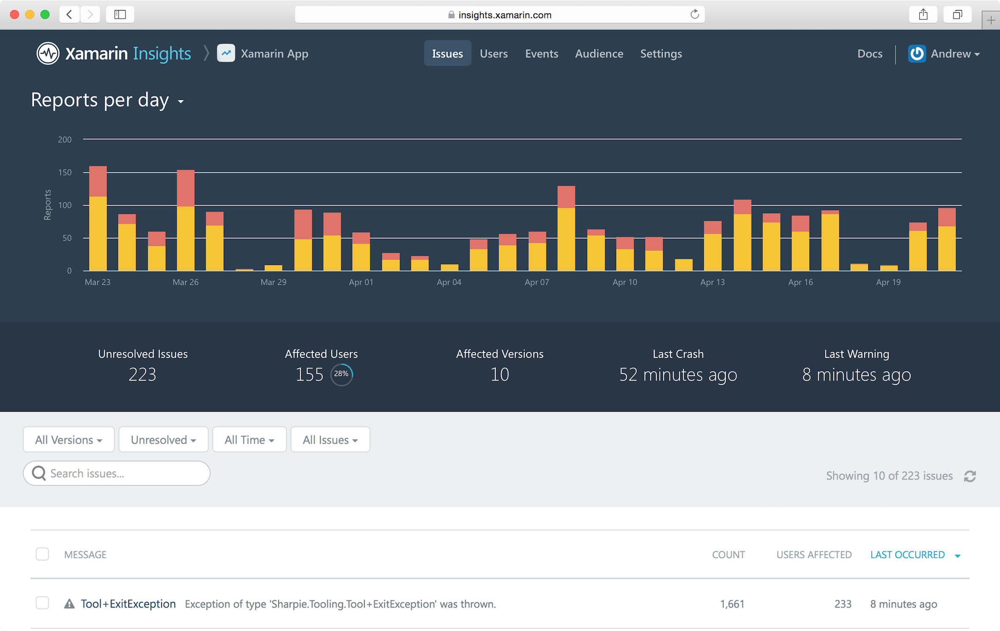 insights.xamarin.com
Xamarin Insights Xamarin App Issues Users Events Audience Settings Docs Andrew
Reports per day
200
150
100
50
0
Reports
Mar 23 Mar 26 Mar 29 Apr 01 Apr 04 Apr 07 Apr 10 Apr 13 Apr 16 Apr 19
Unresolved Issues Affected Users Affected Versions Last Crash Last Warning
223 155 28% 10 52 minutes ago 8 minutes ago
All Versions Unresolved All Time All Issues
Search issues...
Showing 10 of 223 issues
MESSAGE COUNT USERS AFFECTED LAST OCCURRED
Tool+ExitException Exception of type 'Sharpie.Tooling.Tool+ExitException' was thrown. 1,661 233 8 minutes ago